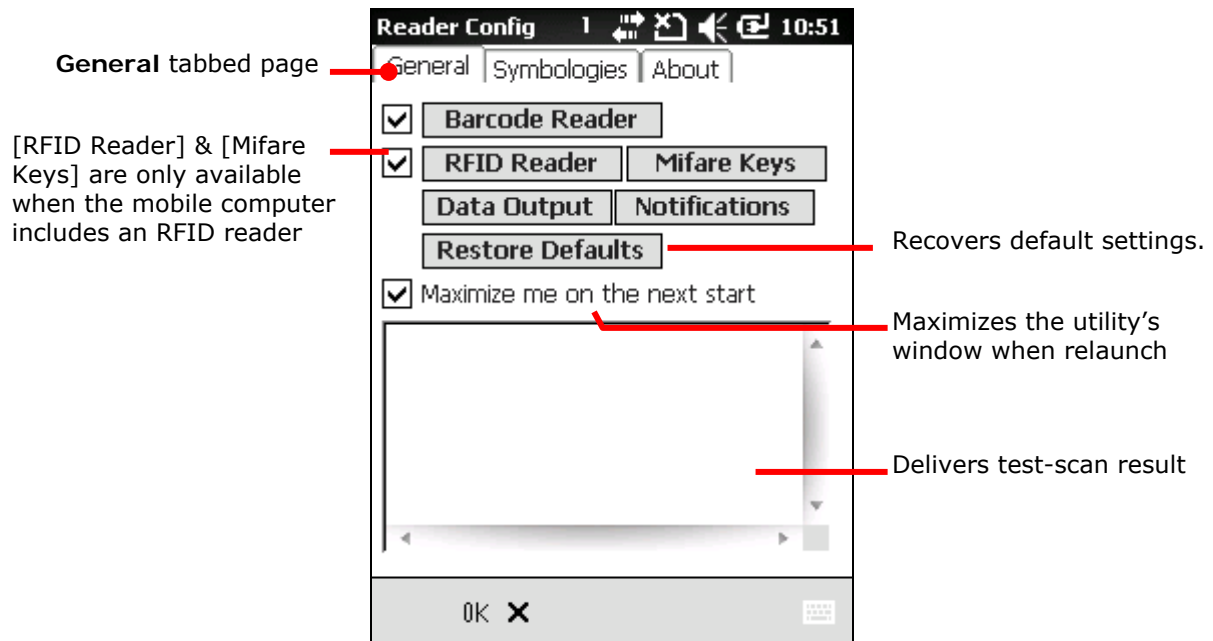 Reader Config 1 10:51
General tabbed page
General Symbologies About
Barcode Reader
[RFID Reader] & [Mifare
Keys] are only available
when the mobile computer
includes an RFID reader
RFID Reader Mifare Keys
Data Output Notifications
Restore Defaults
Recovers default settings.
Maximize me on the next start
Maximizes the utility’s
window when relaunch
Delivers test-scan result
OK